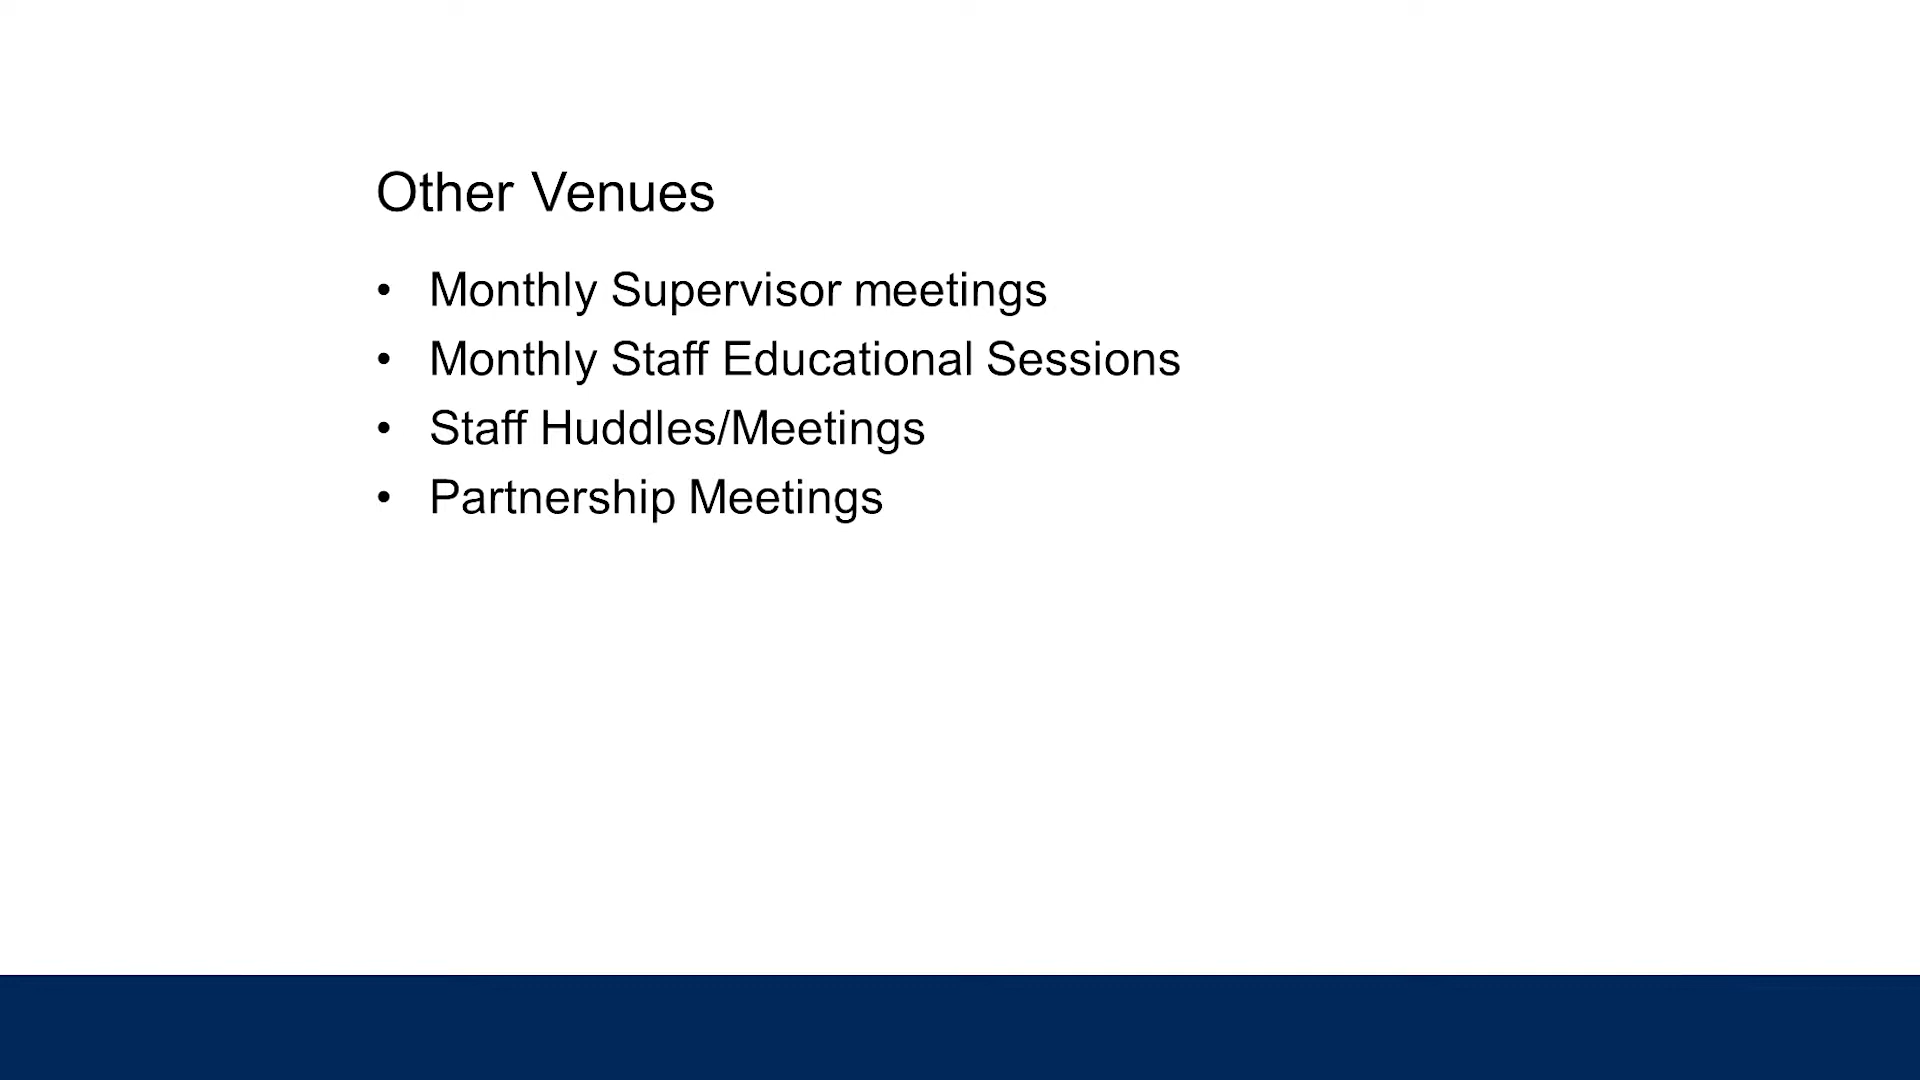 Other Venues
• Monthly Supervisor meetings
• Monthly Staff Educational Sessions
• Staff Huddles/Meetings
• Partnership Meetings